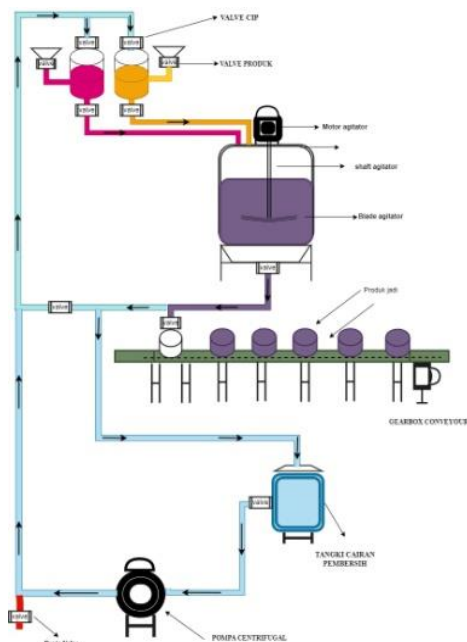 VALVE CIP
valve
valve
valve
valve
VALVE PRODUK
valve
valve
Motor agitator
shaft agitator
Blade agitator
valve
Produk jadi
valve
valve
GEARBOX CONVEYOUR
valve
TANGKI CAIRAN
PEMBERSIH
valve
POMPA CENTRIFUGAL